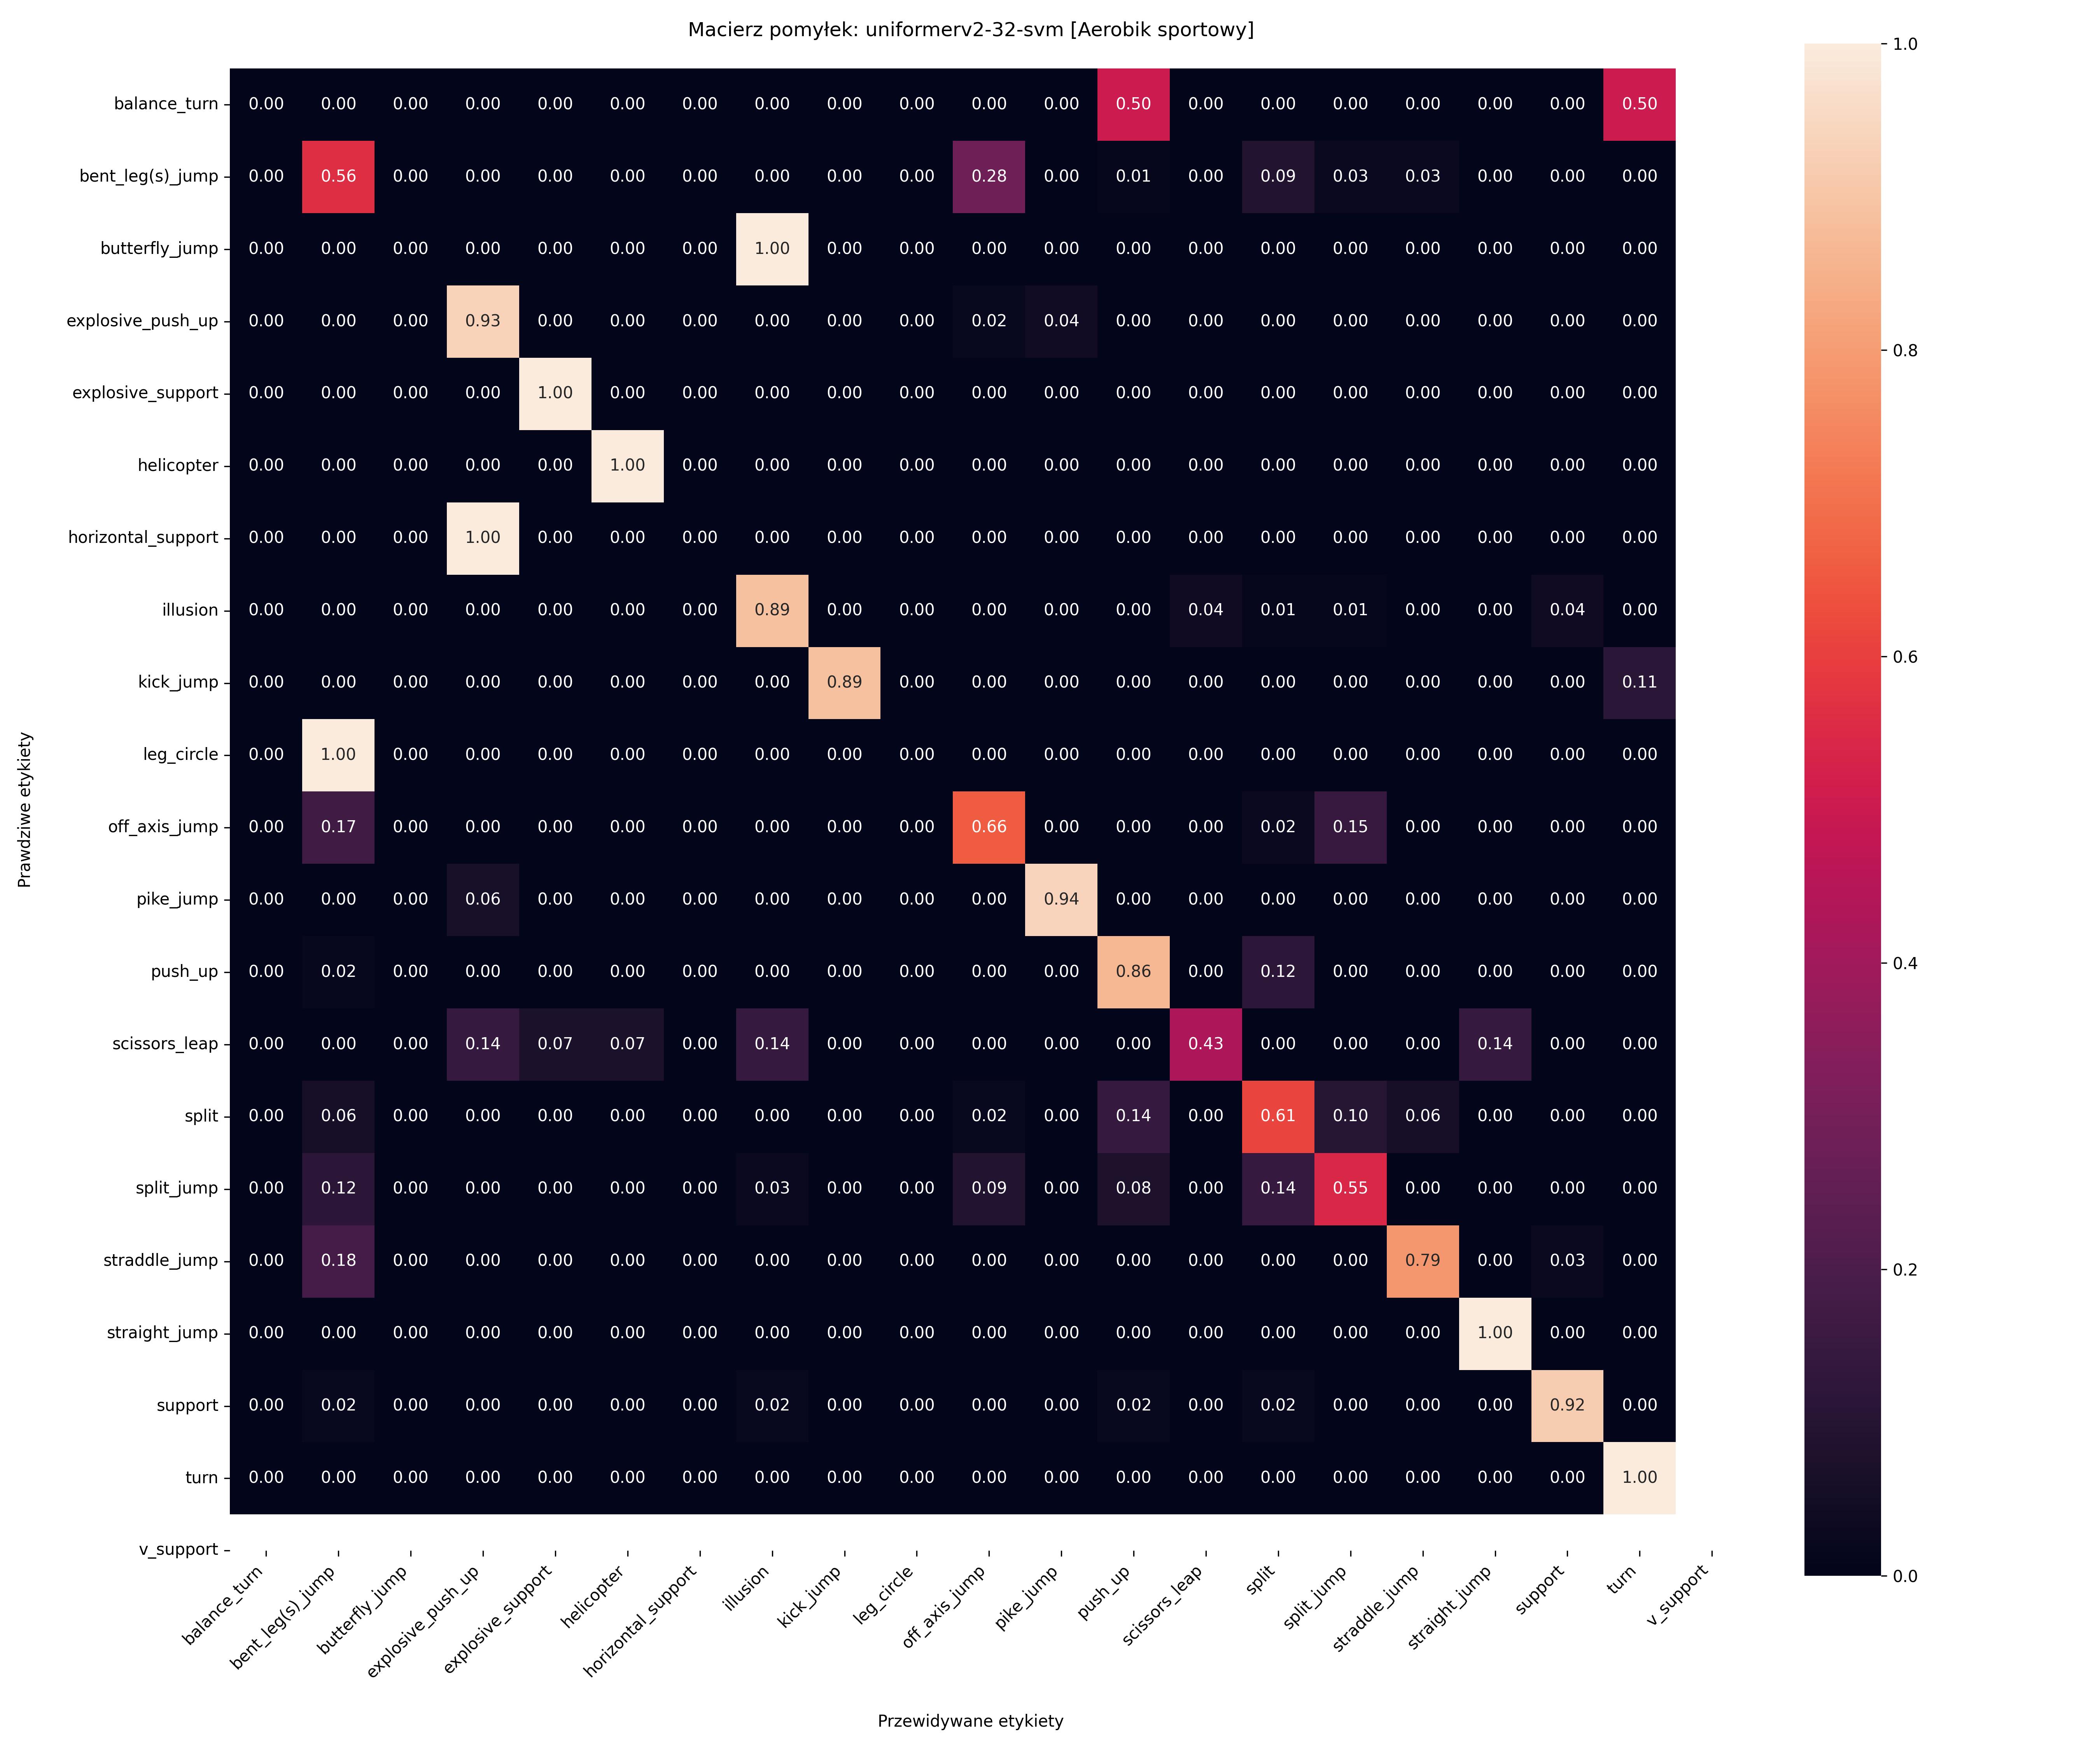 Macierz pomyłek: uniformerv2-32-svm [Aerobik sportowy]
1.0
balance_turn 0.00 0.00 0.00 0.00 0.00 0.00 0.00 0.00 0.00 0.00 0.00 0.00 0.50 0.00 0.00 0.00 0.00 0.00 0.00 0.50
bent_leg(s)_jump 0.00 0.56 0.00 0.00 0.00 0.00 0.00 0.00 0.00 0.00 0.28 0.00 0.01 0.00 0.09 0.03 0.03 0.00 0.00 0.00
butterfly_jump 0.00 0.00 0.00 0.00 0.00 0.00 0.00 1.00 0.00 0.00 0.00 0.00 0.00 0.00 0.00 0.00 0.00 0.00 0.00 0.00
explosive_push_up 0.00 0.00 0.00 0.93 0.00 0.00 0.00 0.00 0.00 0.00 0.02 0.04 0.00 0.00 0.00 0.00 0.00 0.00 0.00 0.00
0.8
explosive_support 0.00 0.00 0.00 0.00 1.00 0.00 0.00 0.00 0.00 0.00 0.00 0.00 0.00 0.00 0.00 0.00 0.00 0.00 0.00 0.00
helicopter 0.00 0.00 0.00 0.00 0.00 1.00 0.00 0.00 0.00 0.00 0.00 0.00 0.00 0.00 0.00 0.00 0.00 0.00 0.00 0.00
horizontal_support 0.00 0.00 0.00 1.00 0.00 0.00 0.00 0.00 0.00 0.00 0.00 0.00 0.00 0.00 0.00 0.00 0.00 0.00 0.00 0.00
illusion 0.00 0.00 0.00 0.00 0.00 0.00 0.00 0.89 0.00 0.00 0.00 0.00 0.00 0.04 0.01 0.01 0.00 0.00 0.04 0.00
0.6
kick_jump 0.00 0.00 0.00 0.00 0.00 0.00 0.00 0.00 0.89 0.00 0.00 0.00 0.00 0.00 0.00 0.00 0.00 0.00 0.00 0.11
leg_circle 0.00 1.00 0.00 0.00 0.00 0.00 0.00 0.00 0.00 0.00 0.00 0.00 0.00 0.00 0.00 0.00 0.00 0.00 0.00 0.00
Prawdziwe etykiety
off_axis_jump 0.00 0.17 0.00 0.00 0.00 0.00 0.00 0.00 0.00 0.00 0.66 0.00 0.00 0.00 0.02 0.15 0.00 0.00 0.00 0.00
pike_jump 0.00 0.00 0.00 0.06 0.00 0.00 0.00 0.00 0.00 0.00 0.00 0.94 0.00 0.00 0.00 0.00 0.00 0.00 0.00 0.00
0.4
push_up 0.00 0.02 0.00 0.00 0.00 0.00 0.00 0.00 0.00 0.00 0.00 0.00 0.86 0.00 0.12 0.00 0.00 0.00 0.00 0.00
scissors_leap 0.00 0.00 0.00 0.14 0.07 0.07 0.00 0.14 0.00 0.00 0.00 0.00 0.00 0.43 0.00 0.00 0.00 0.14 0.00 0.00
split 0.00 0.06 0.00 0.00 0.00 0.00 0.00 0.00 0.00 0.00 0.02 0.00 0.14 0.00 0.61 0.10 0.06 0.00 0.00 0.00
split_jump 0.00 0.12 0.00 0.00 0.00 0.00 0.00 0.03 0.00 0.00 0.09 0.00 0.08 0.00 0.14 0.55 0.00 0.00 0.00 0.00
straddle_jump 0.00 0.18 0.00 0.00 0.00 0.00 0.00 0.00 0.00 0.00 0.00 0.00 0.00 0.00 0.00 0.00 0.79 0.00 0.03 0.00
0.2
straight_jump 0.00 0.00 0.00 0.00 0.00 0.00 0.00 0.00 0.00 0.00 0.00 0.00 0.00 0.00 0.00 0.00 0.00 1.00 0.00 0.00
support 0.00 0.02 0.00 0.00 0.00 0.00 0.00 0.02 0.00 0.00 0.00 0.00 0.02 0.00 0.02 0.00 0.00 0.00 0.92 0.00
turn 0.00 0.00 0.00 0.00 0.00 0.00 0.00 0.00 0.00 0.00 0.00 0.00 0.00 0.00 0.00 0.00 0.00 0.00 0.00 1.00
v_support
0.0
balance_turn
bent_leg(s)_jump
butterfly_jump
explosive_push_up
explosive_support
helicopter
horizontal_support
illusion
kick_jump
leg_circle
off_axis_jump
pike_jump
push_up
scissors_leap
split
split_jump
straddle_jump
straight_jump
support
turn
v_support
Przewidywane etykiety